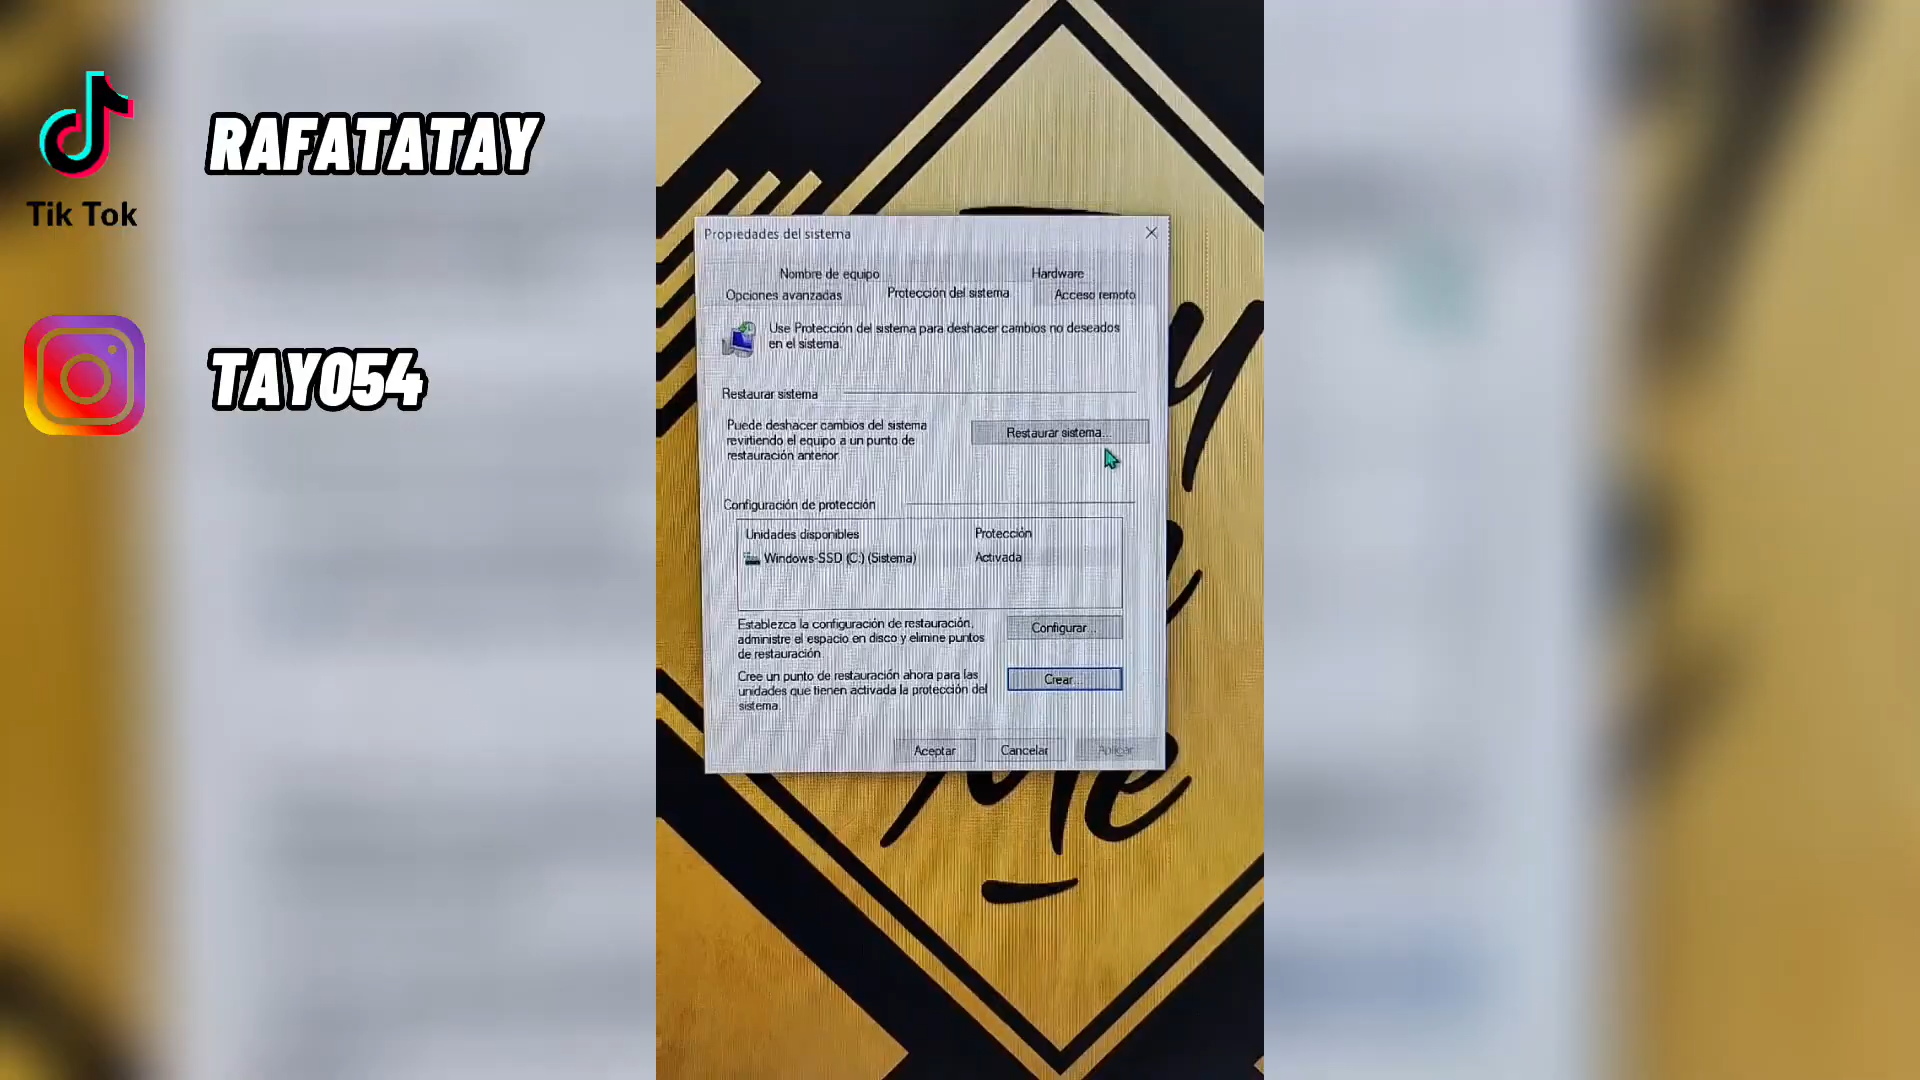 Tik Tok
RAFATATAY
TAY054
Propiedades del sistema
Nombre de equipo
Hardware
Opciones avanzadas
Protección del sistema
Acceso remoto
Use Protección del sistema para deshacer cambios no deseados
en el sistema.
Restaurar sistema
Puede deshacer cambios del sistema
revirtiendo el equipo a un punto de
restauración anterior.
Restaurar sistema...
Configuración de protección
Unidades disponibles
Protección
Windows-SSD (C:) (Sistema)
Activada
Establezca la configuración de restauración,
administre el espacio en disco y elimine puntos
de restauración.
Configurar...
Cree un punto de restauración ahora para las
unidades que tienen activada la protección del
sistema.
Crear...
Aceptar
Cancelar
Aplicar
Me